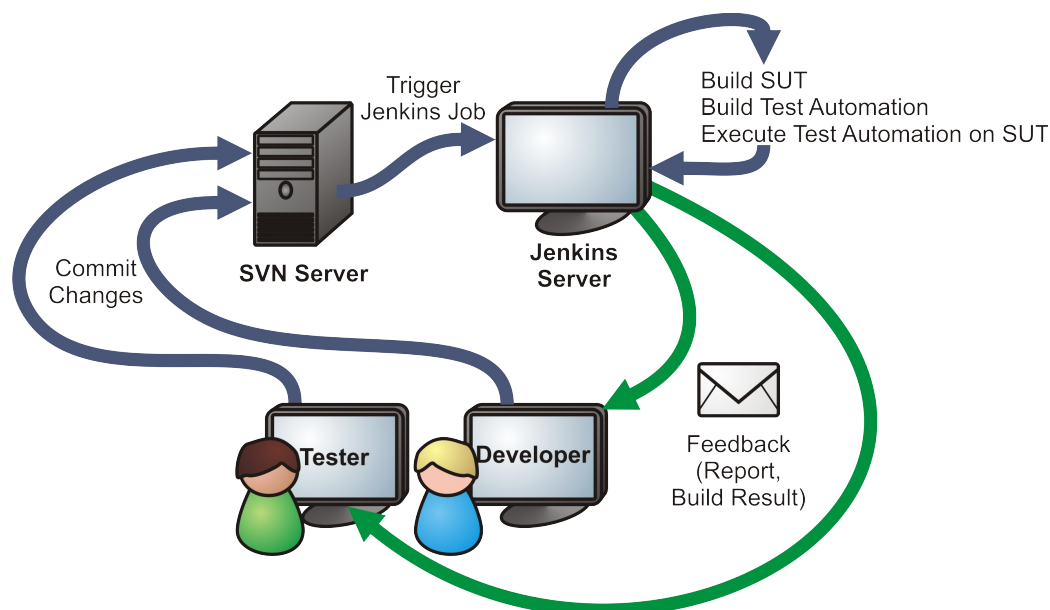 Trigger
Jenkins Job
Build SUT
Build Test Automation
Execute Test Automation on SUT
SVN Server
Jenkins
Server
Commit
Changes
Tester
Developer
Feedback
(Report,
Build Result)